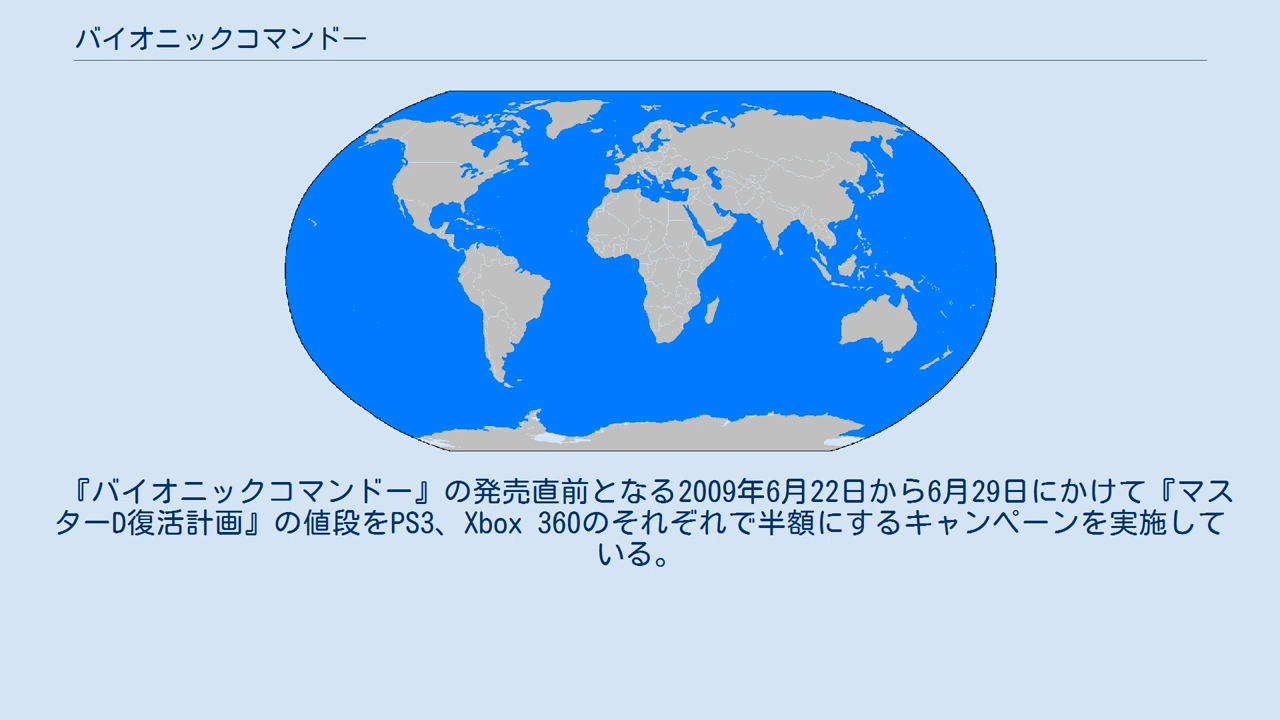 バイオニックコマンドー
『バイオニックコマンドー』の発売直前となる2009年6月22日から6月29日にかけて『マス
ターD復活計画』の値段をPS3、Xbox 360のそれぞれで半額にするキャンペーンを実施して
いる。